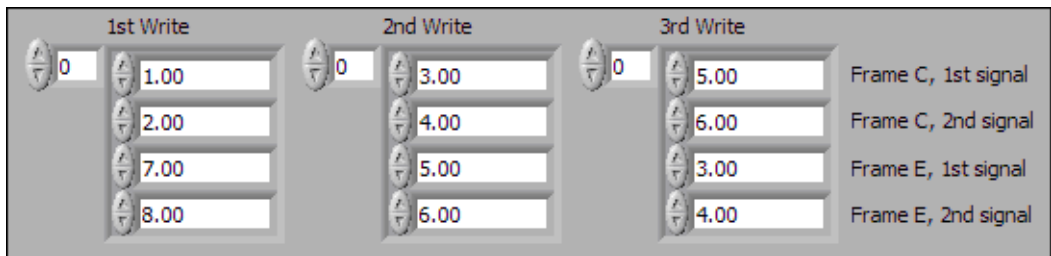 1st Write 2nd Write 3rd Write
0 1.00 0 3.00 0 5.00 Frame C, 1st signal
2.00 4.00 6.00 Frame C, 2nd signal
7.00 5.00 3.00 Frame E, 1st signal
8.00 6.00 4.00 Frame E, 2nd signal